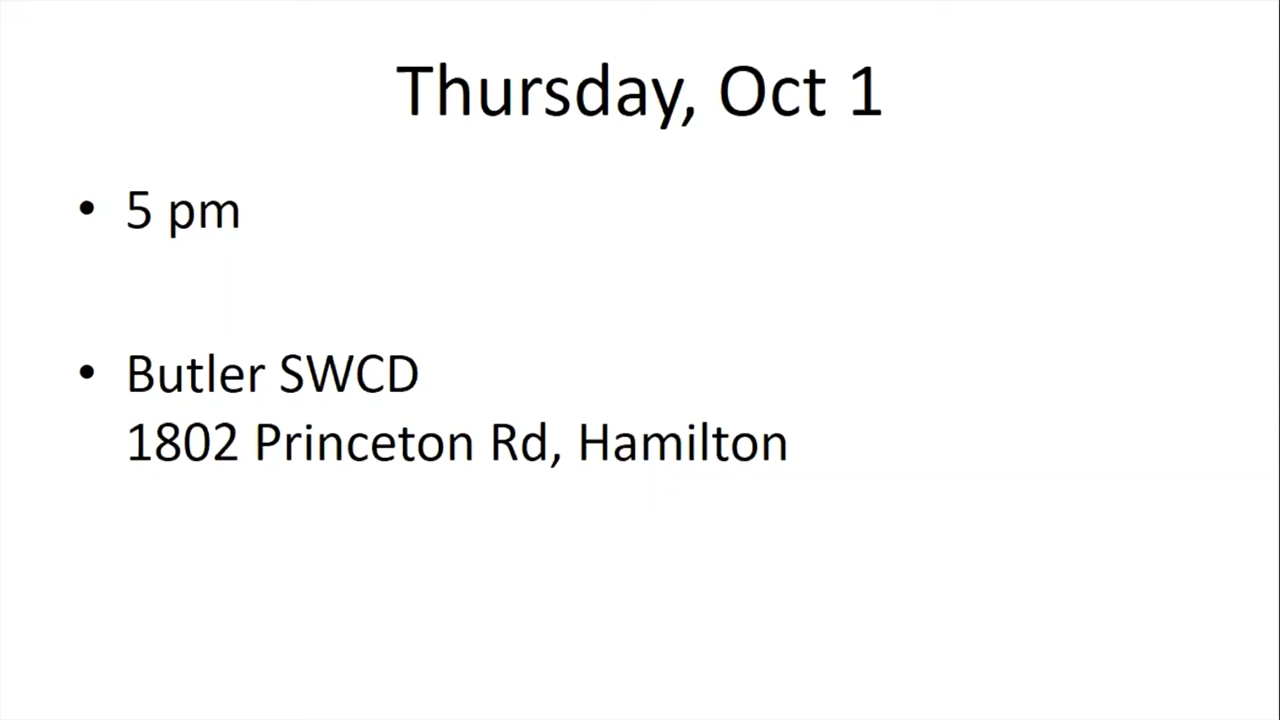 Thursday, Oct 1
• 5 pm
• Butler SWCD
1802 Princeton Rd, Hamilton